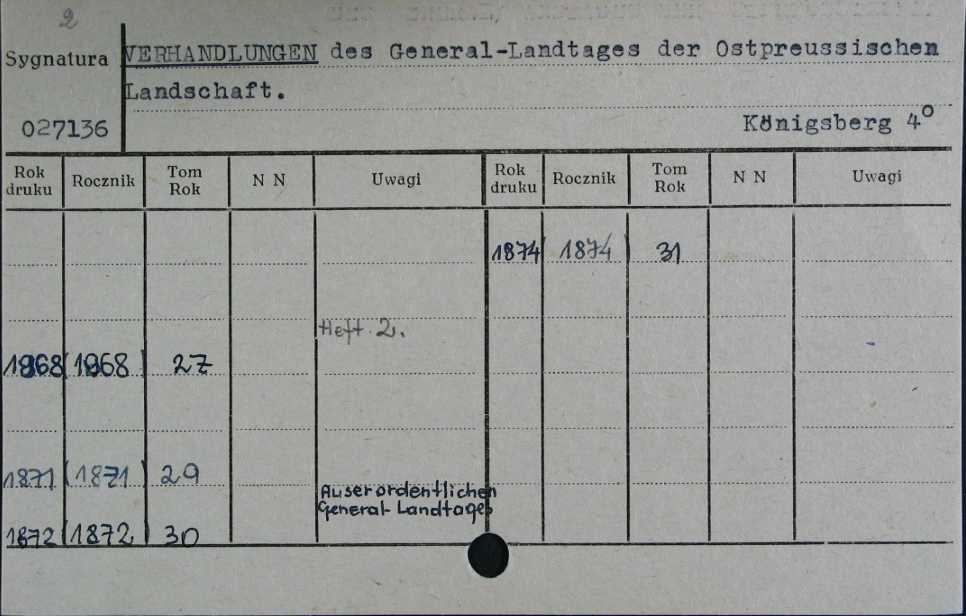 2
Sygnatura
VERHANDLUNGEN des General-Landtages der Ostpreussischen
Landschaft.
027136
Königsberg 4°
Rok druku Rocznik Tom Rok N N Uwagi Rok druku Rocznik Tom Rok N N Uwagi
1874 (1874) 31
Heft 2.
1868 (1868) 27
1871 (1871) 29
Auserordentlichen
General-Landtages
1872 (1872) 30